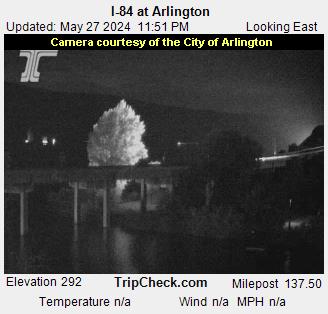 I-84 at Arlington
Updated: May 27 2024 11:51 PM Looking East
Camera courtesy of the City of Arlington
Elevation 292 TripCheck.com Milepost 137.50
Temperature n/a Wind n/a MPH n/a